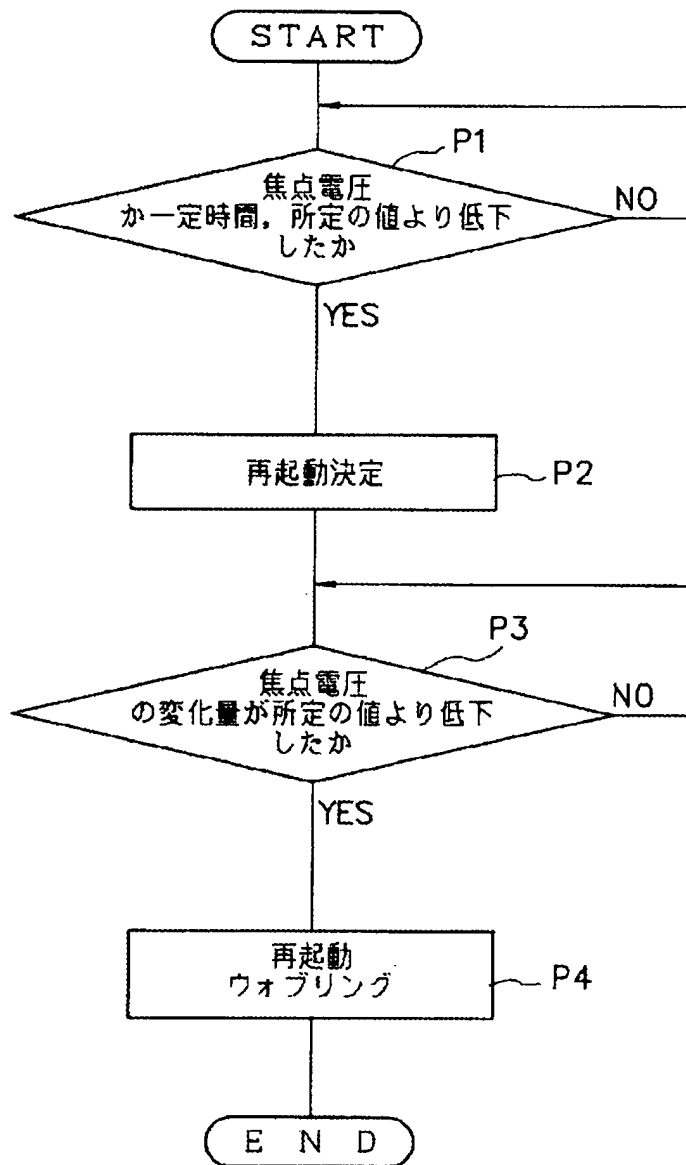 START
P1
焦点電圧
か一定時間，所定の値より低下
したか
NO
YES
再起動決定
P2
P3
焦点電圧
の変化量が所定の値より低下
したか
NO
YES
再起動
ウォブリング
P4
END